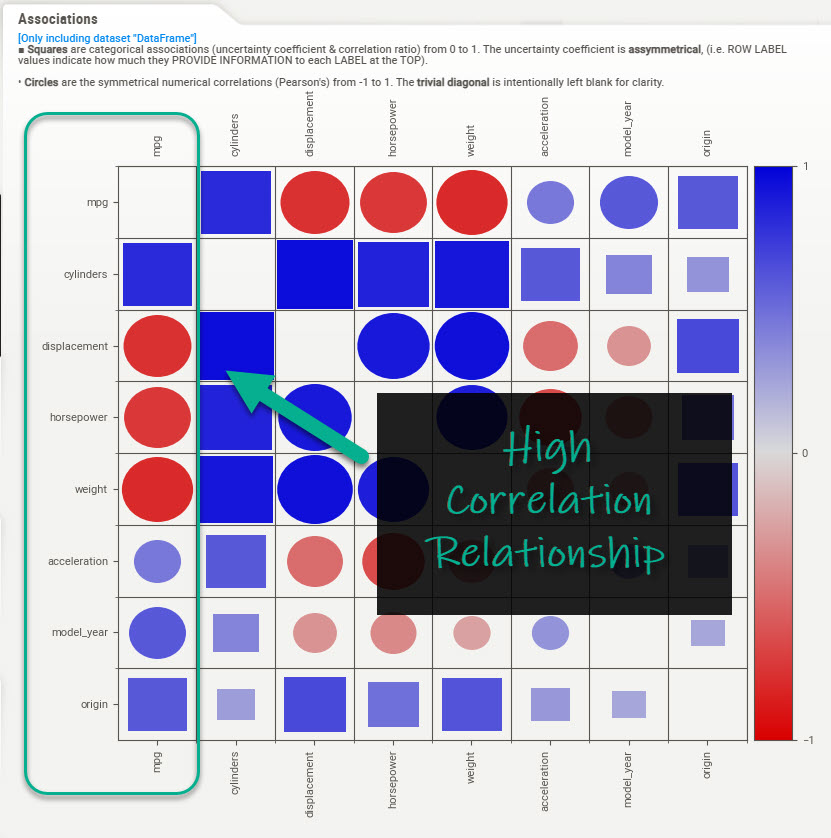 Associations
[Only including dataset "DataFrame"]
■ Squares are categorical associations (uncertainty coefficient & correlation ratio) from 0 to 1. The uncertainty coefficient is assymmetrical, (i.e. ROW LABEL
values indicate how much they PROVIDE INFORMATION to each LABEL at the TOP).
• Circles are the symmetrical numerical correlations (Pearson's) from -1 to 1. The trivial diagonal is intentionally left blank for clarity.
mpg cylinders displacement horsepower weight acceleration model_year origin
mpg
cylinders
displacement
horsepower
weight
acceleration
model_year
origin
mpg cylinders displacement horsepower weight acceleration model_year origin
1
0
−1
High
Correlation
Relationship